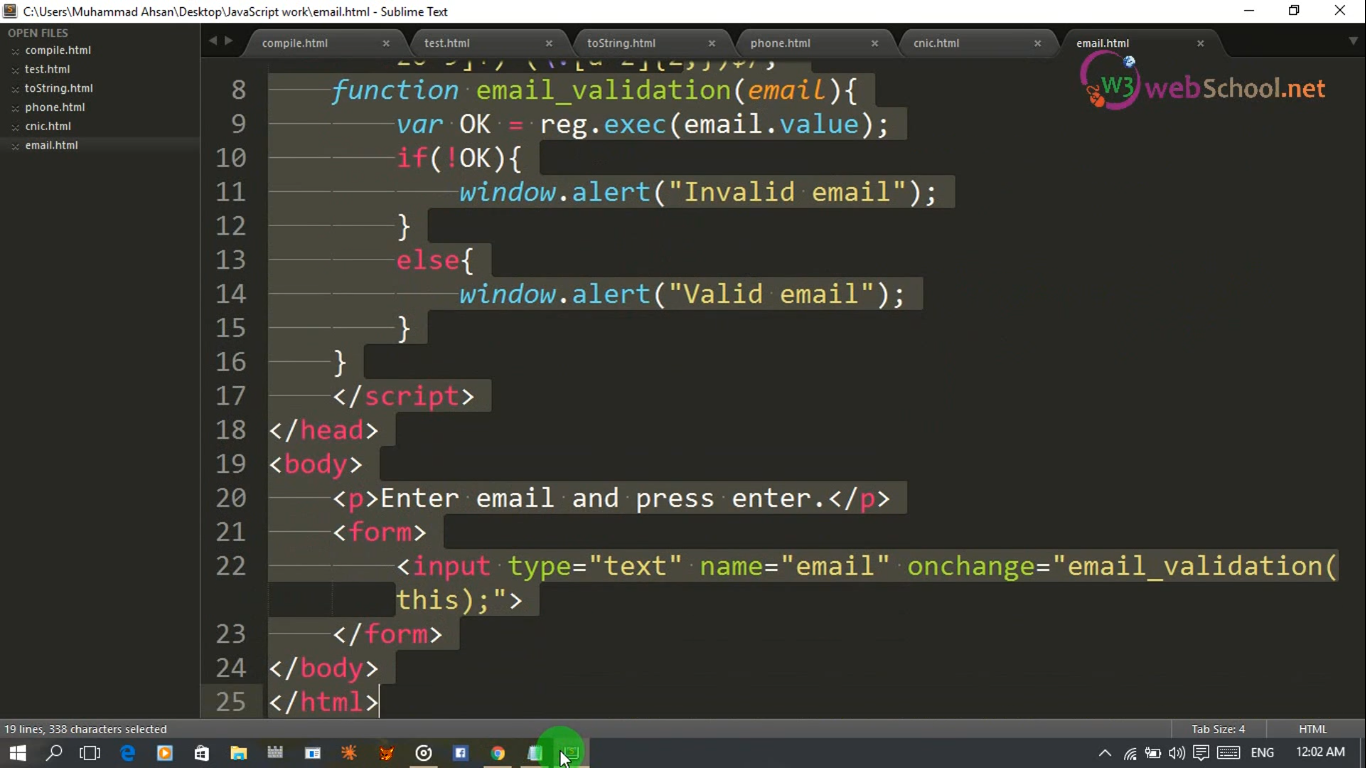 C:\Users\Muhammad Ahsan\Desktop\JavaScript work\email.html - Sublime Text
OPEN FILES
compile.html
test.html
toString.html
phone.html
cnic.html
email.html
compile.html test.html toString.html phone.html cnic.html email.html
W3 webSchool.net
8 function email_validation(email){
9 var OK = reg.exec(email.value);
10 if(!OK){
11 window.alert("Invalid email");
12 }
13 else{
14 window.alert("Valid email");
15 }
16 }
17 </script>
18 </head>
19 <body>
20 <p>Enter email and press enter.</p>
21 <form>
22 <input type="text" name="email" onchange="email_validation(
this);">
23 </form>
24 </body>
25 </html>
19 lines, 338 characters selected Tab Size: 4 HTML
ENG 12:02 AM